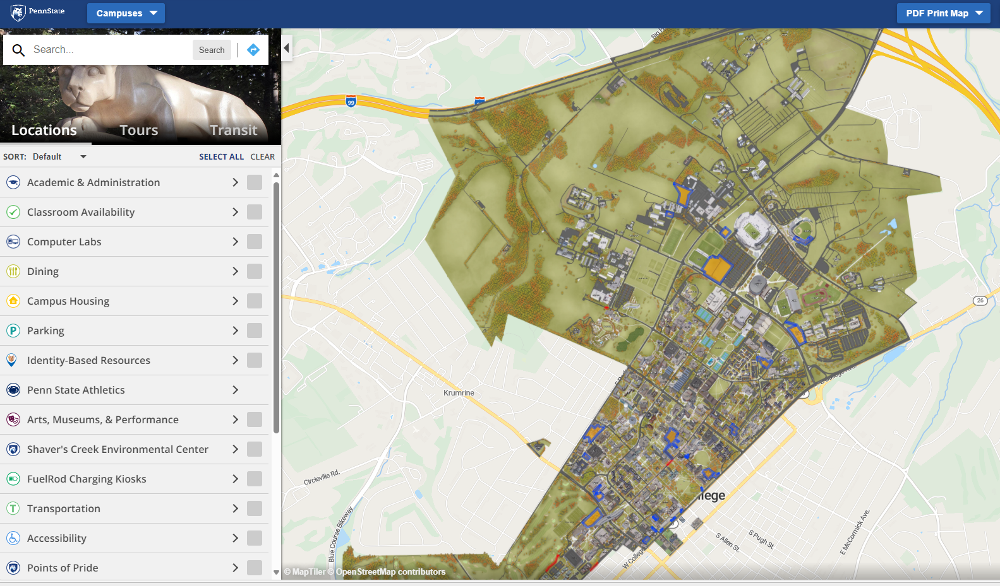 PennState
Campuses
PDF Print Map
Search...
Search
Locations
Tours
Transit
SORT:
Default
SELECT ALL
CLEAR
Academic & Administration
Classroom Availability
Computer Labs
Dining
Campus Housing
P
Parking
Identity-Based Resources
Penn State Athletics
Arts, Museums, & Performance
Shaver's Creek Environmental Center
FuelRod Charging Kiosks
T
Transportation
Accessibility
Points of Pride
99
26
Krumrine
Circleville Rd.
Blue Course Bikeway
E College Ave.
llege
S Allen St.
S Pugh St.
E McCormick Ave.
W College
© MapTiler © OpenStreetMap contributors